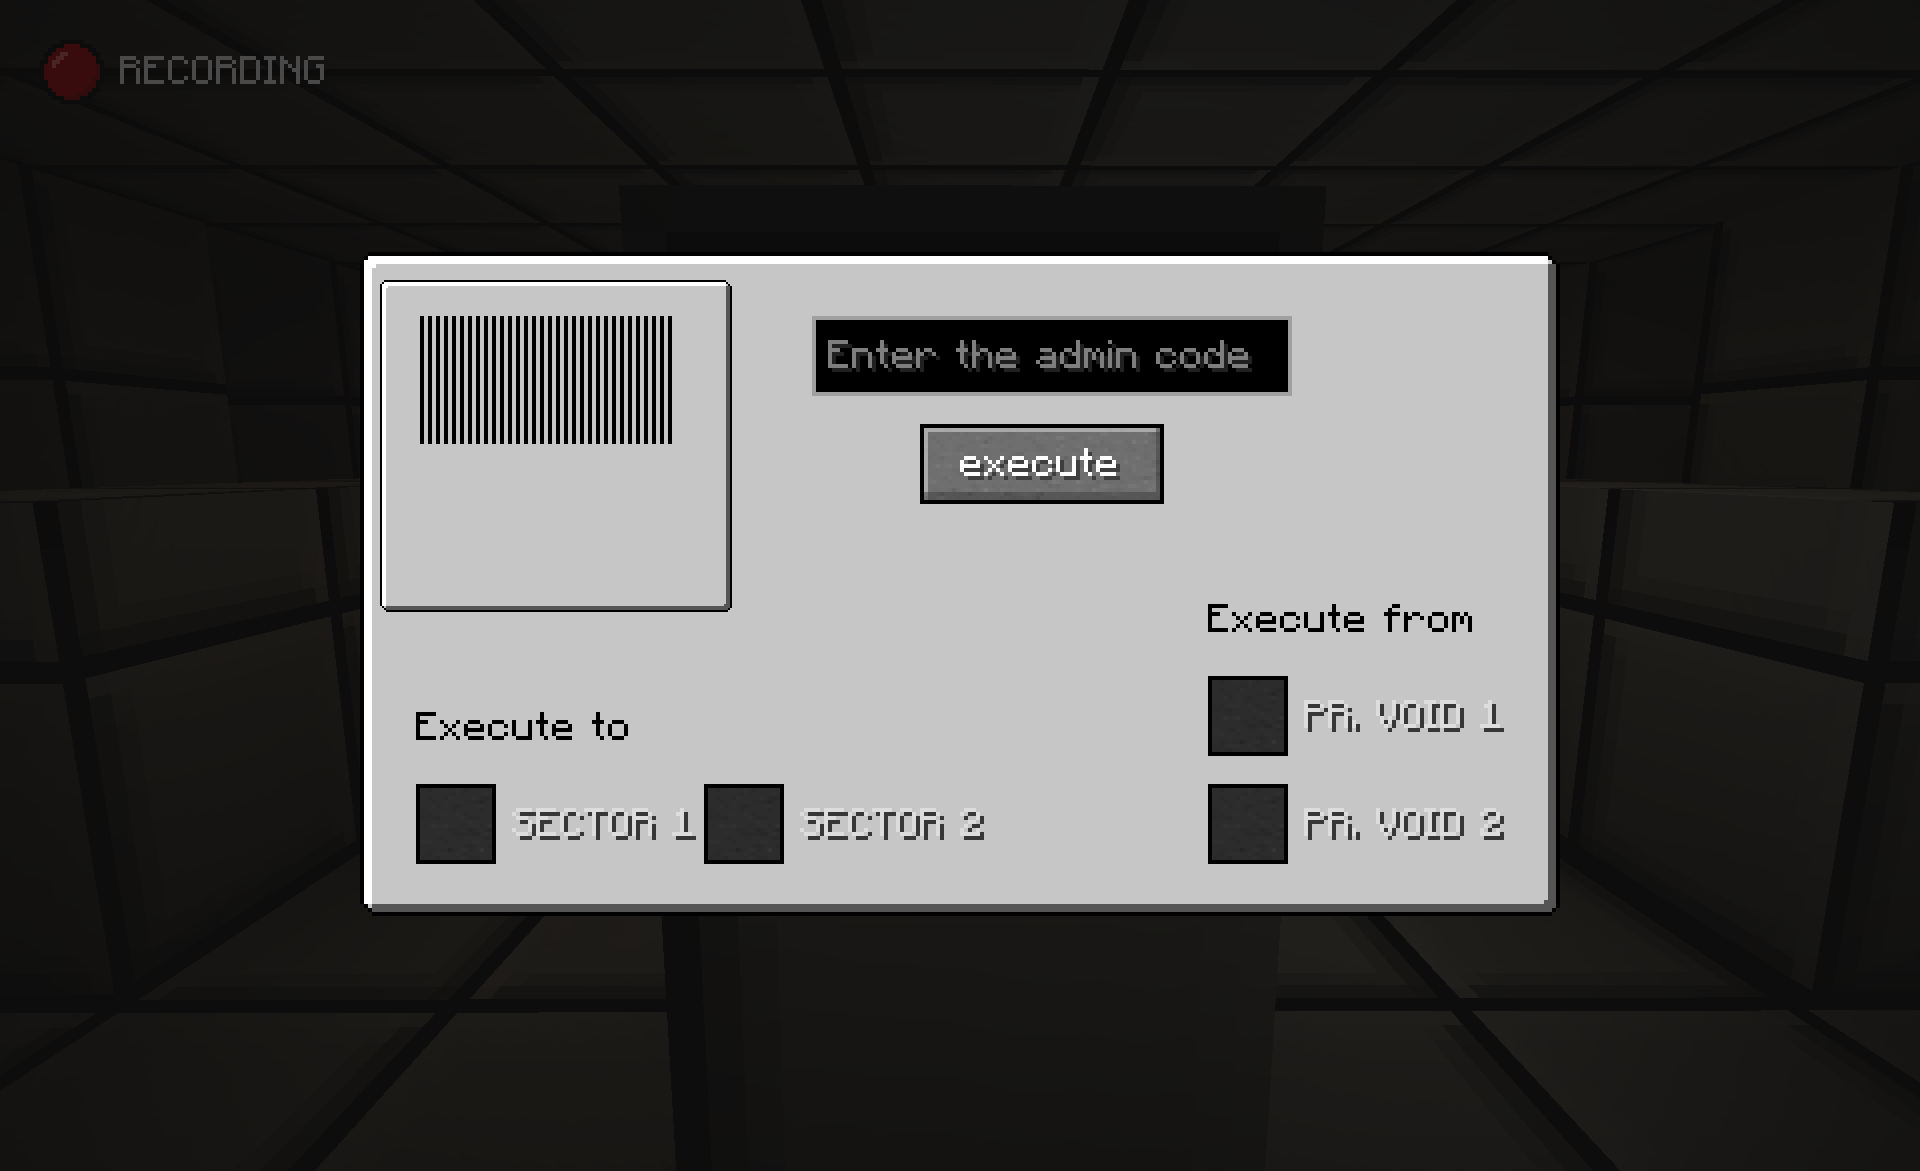 RECORDING
Enter the admin code
execute
Execute from
PR. VOID 1
Execute to
SECTOR 1 SECTOR 2
PR. VOID 2